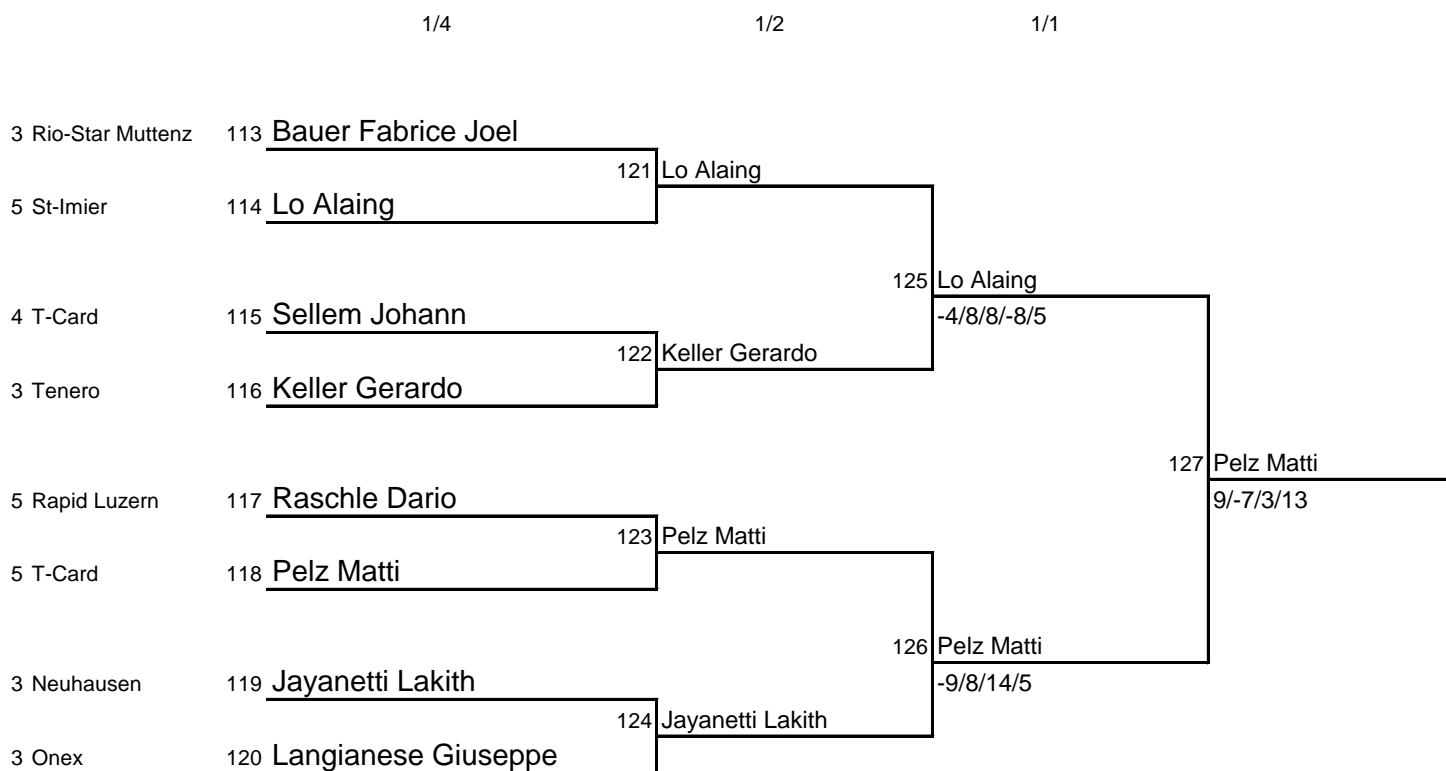 1/4 1/2 1/1
3 Rio-Star Muttenz 113 Bauer Fabrice Joel
121 Lo Alaing
5 St-Imier 114 Lo Alaing
125 Lo Alaing
4 T-Card 115 Sellem Johann -4/8/8/-8/5
122 Keller Gerardo
3 Tenero 116 Keller Gerardo
127 Pelz Matti
5 Rapid Luzern 117 Raschle Dario 9/-7/3/13
123 Pelz Matti
5 T-Card 118 Pelz Matti
126 Pelz Matti
3 Neuhausen 119 Jayanetti Lakith -9/8/14/5
124 Jayanetti Lakith
3 Onex 120 Langianese Giuseppe